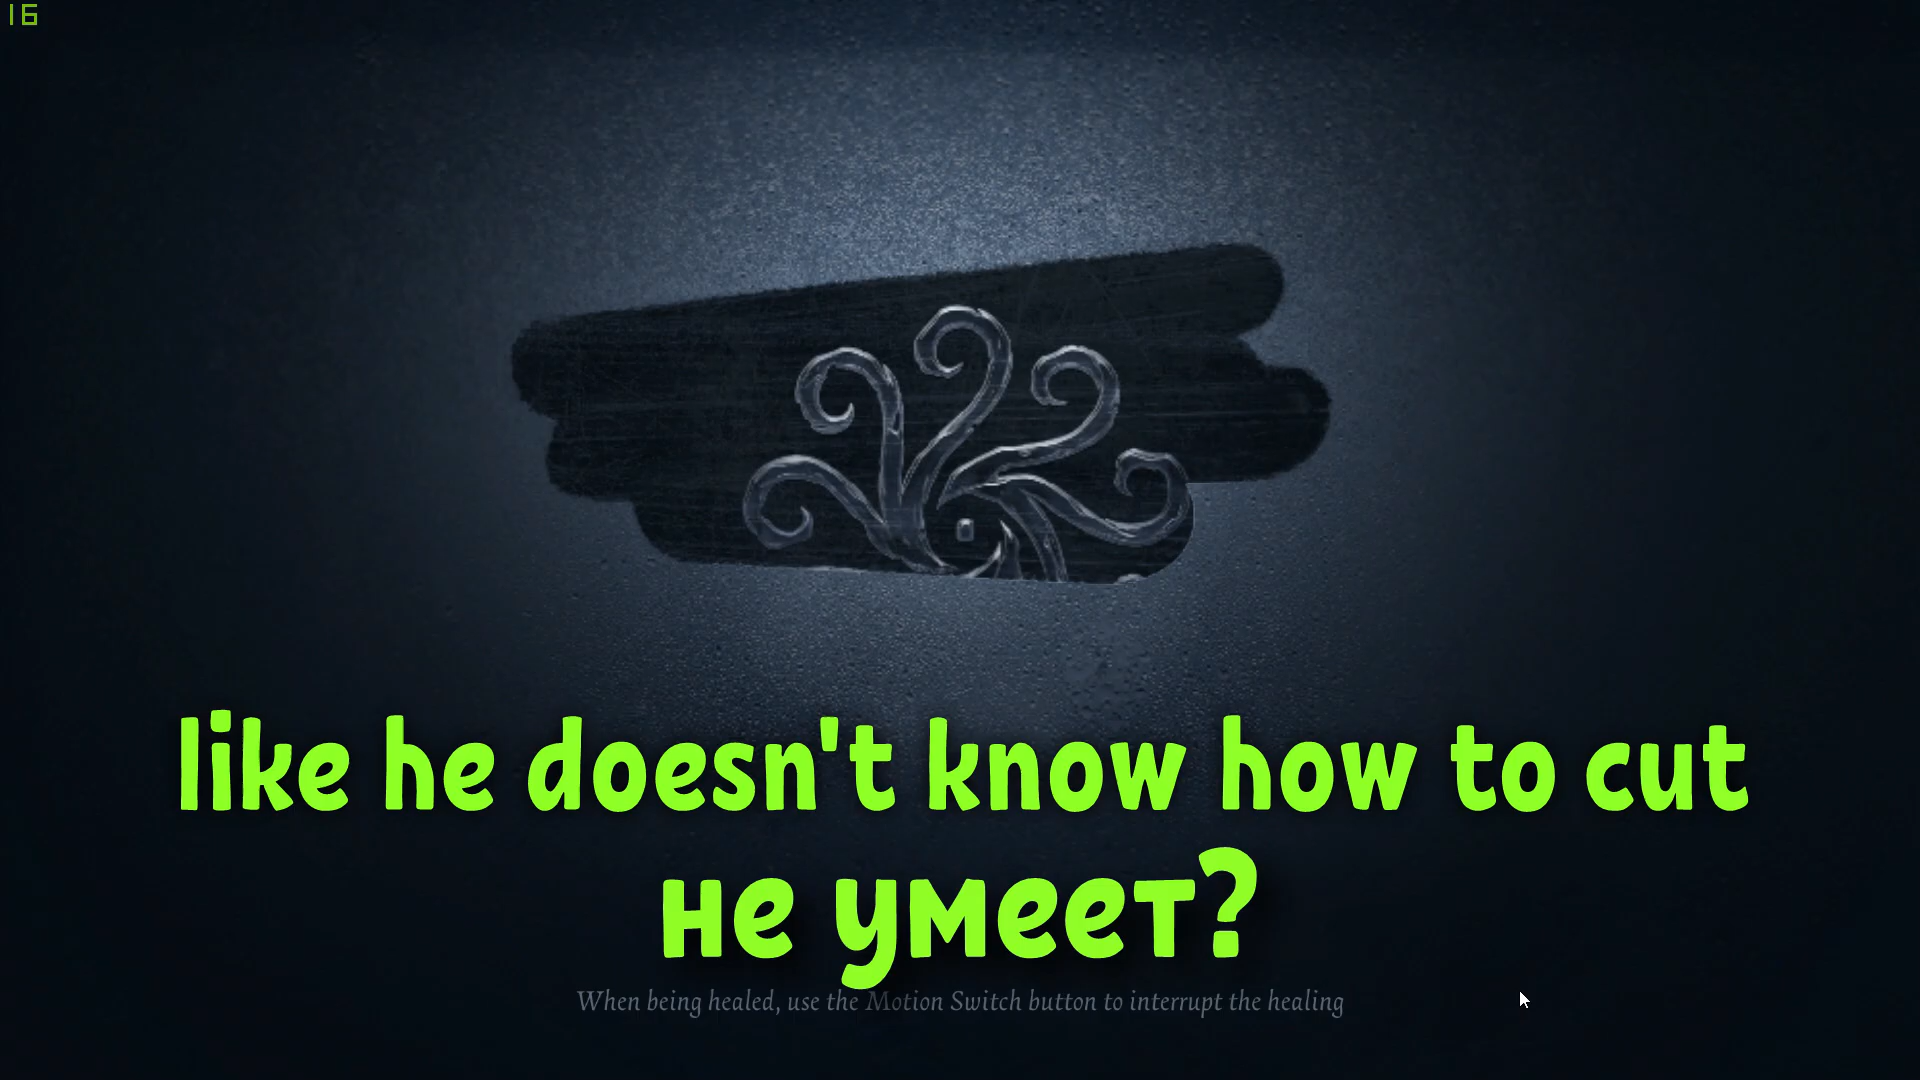 16
like he doesn't know how to cut
не умеет?
When being healed, use the Motion Switch button to interrupt the healing